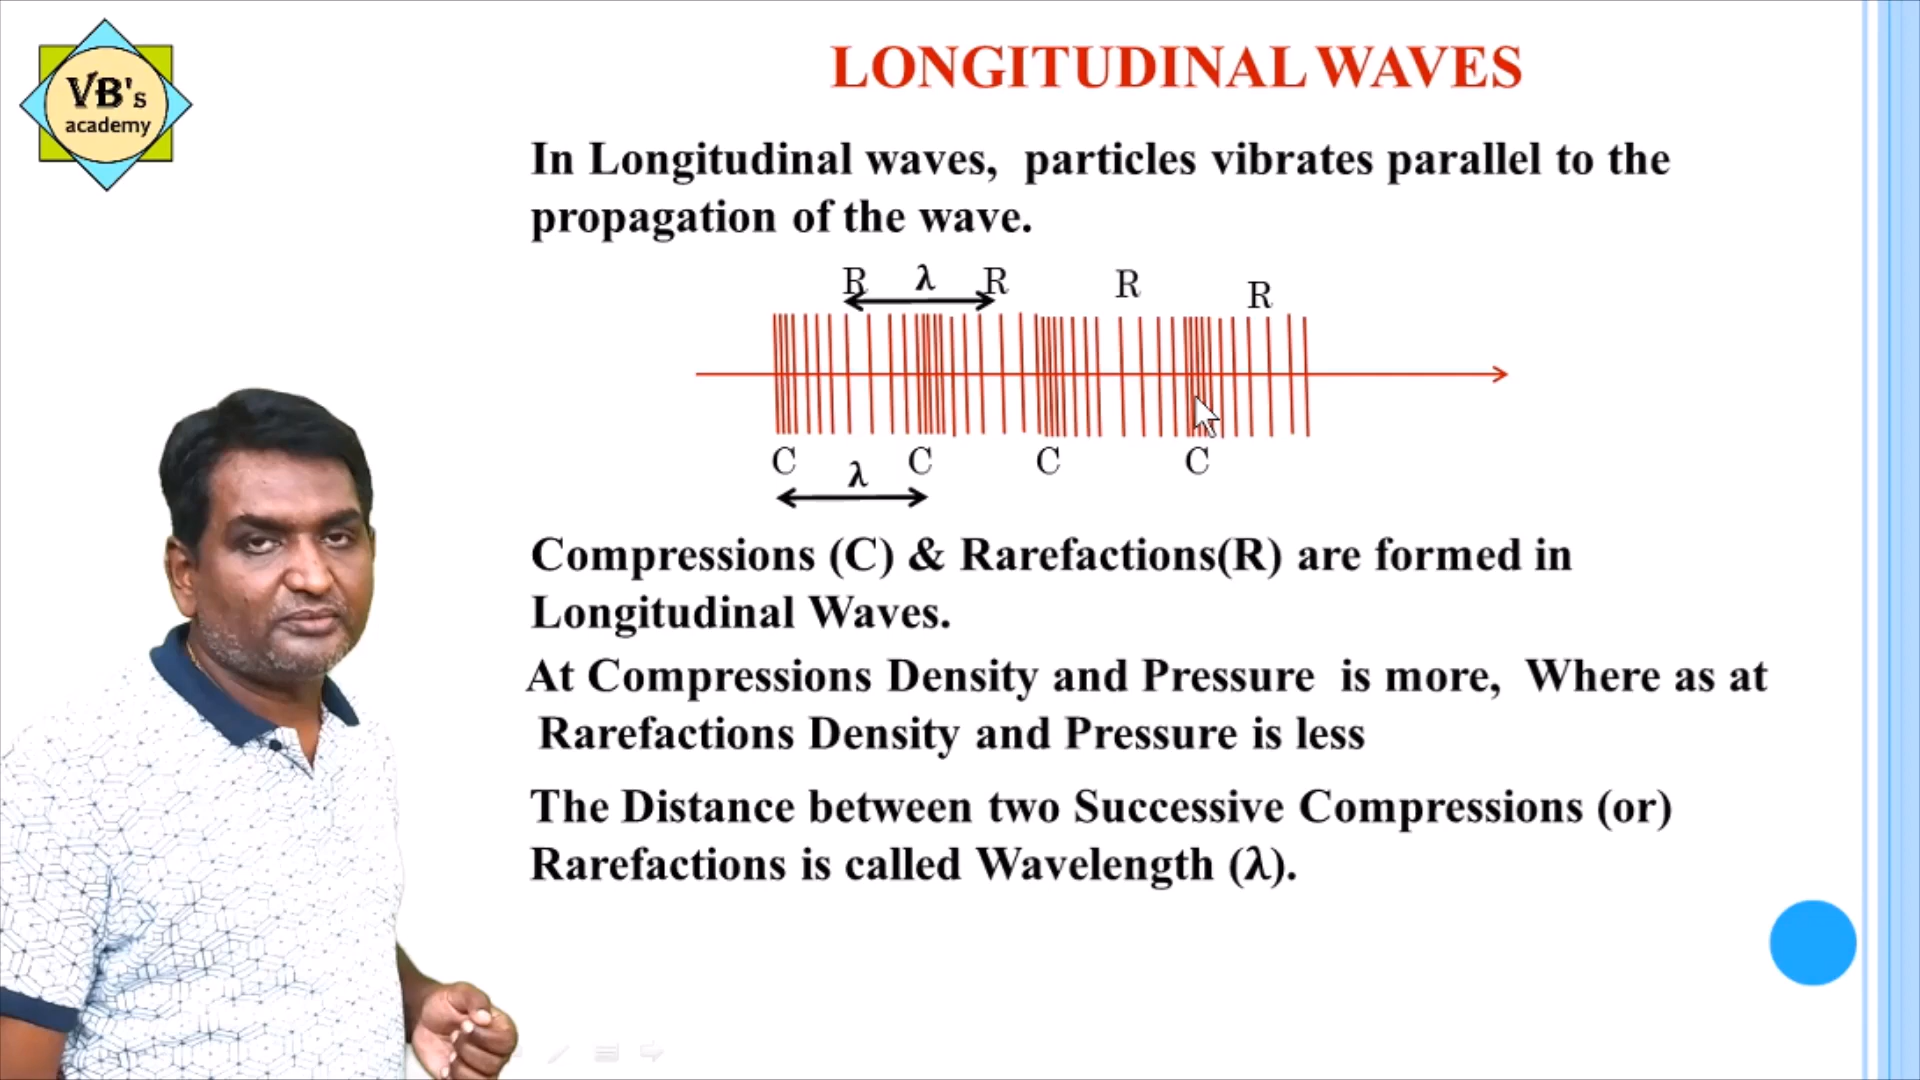 VB's
academy
LONGITUDINAL WAVES
In Longitudinal waves, particles vibrates parallel to the
propagation of the wave.
R λ R R R
C C C C
λ
Compressions (C) & Rarefactions(R) are formed in
Longitudinal Waves.
At Compressions Density and Pressure is more, Where as at
Rarefactions Density and Pressure is less
The Distance between two Successive Compressions (or)
Rarefactions is called Wavelength (λ).